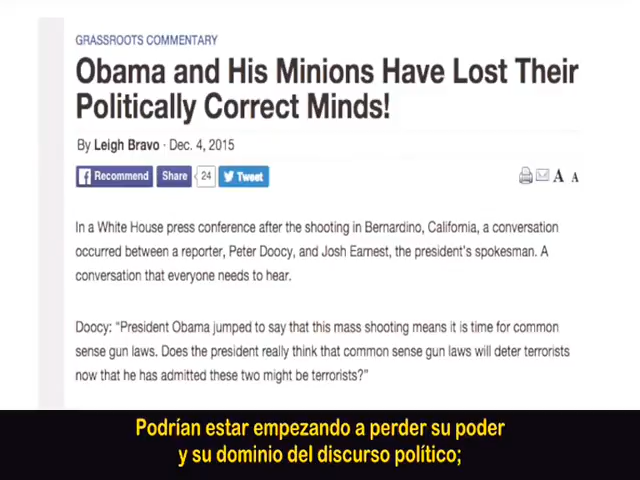 GRASSROOTS COMMENTARY
Obama and His Minions Have Lost Their
Politically Correct Minds!
By Leigh Bravo · Dec. 4, 2015
Recommend Share 24 Tweet A A
In a White House press conference after the shooting in Bernardino, California, a conversation
occurred between a reporter, Peter Doocy, and Josh Earnest, the president's spokesman. A
conversation that everyone needs to hear.
Doocy: “President Obama jumped to say that this mass shooting means it is time for common
sense gun laws. Does the president really think that common sense gun laws will deter terrorists
now that he has admitted these two might be terrorists?”
Podrían estar empezando a perder su poder
y su dominio del discurso político;